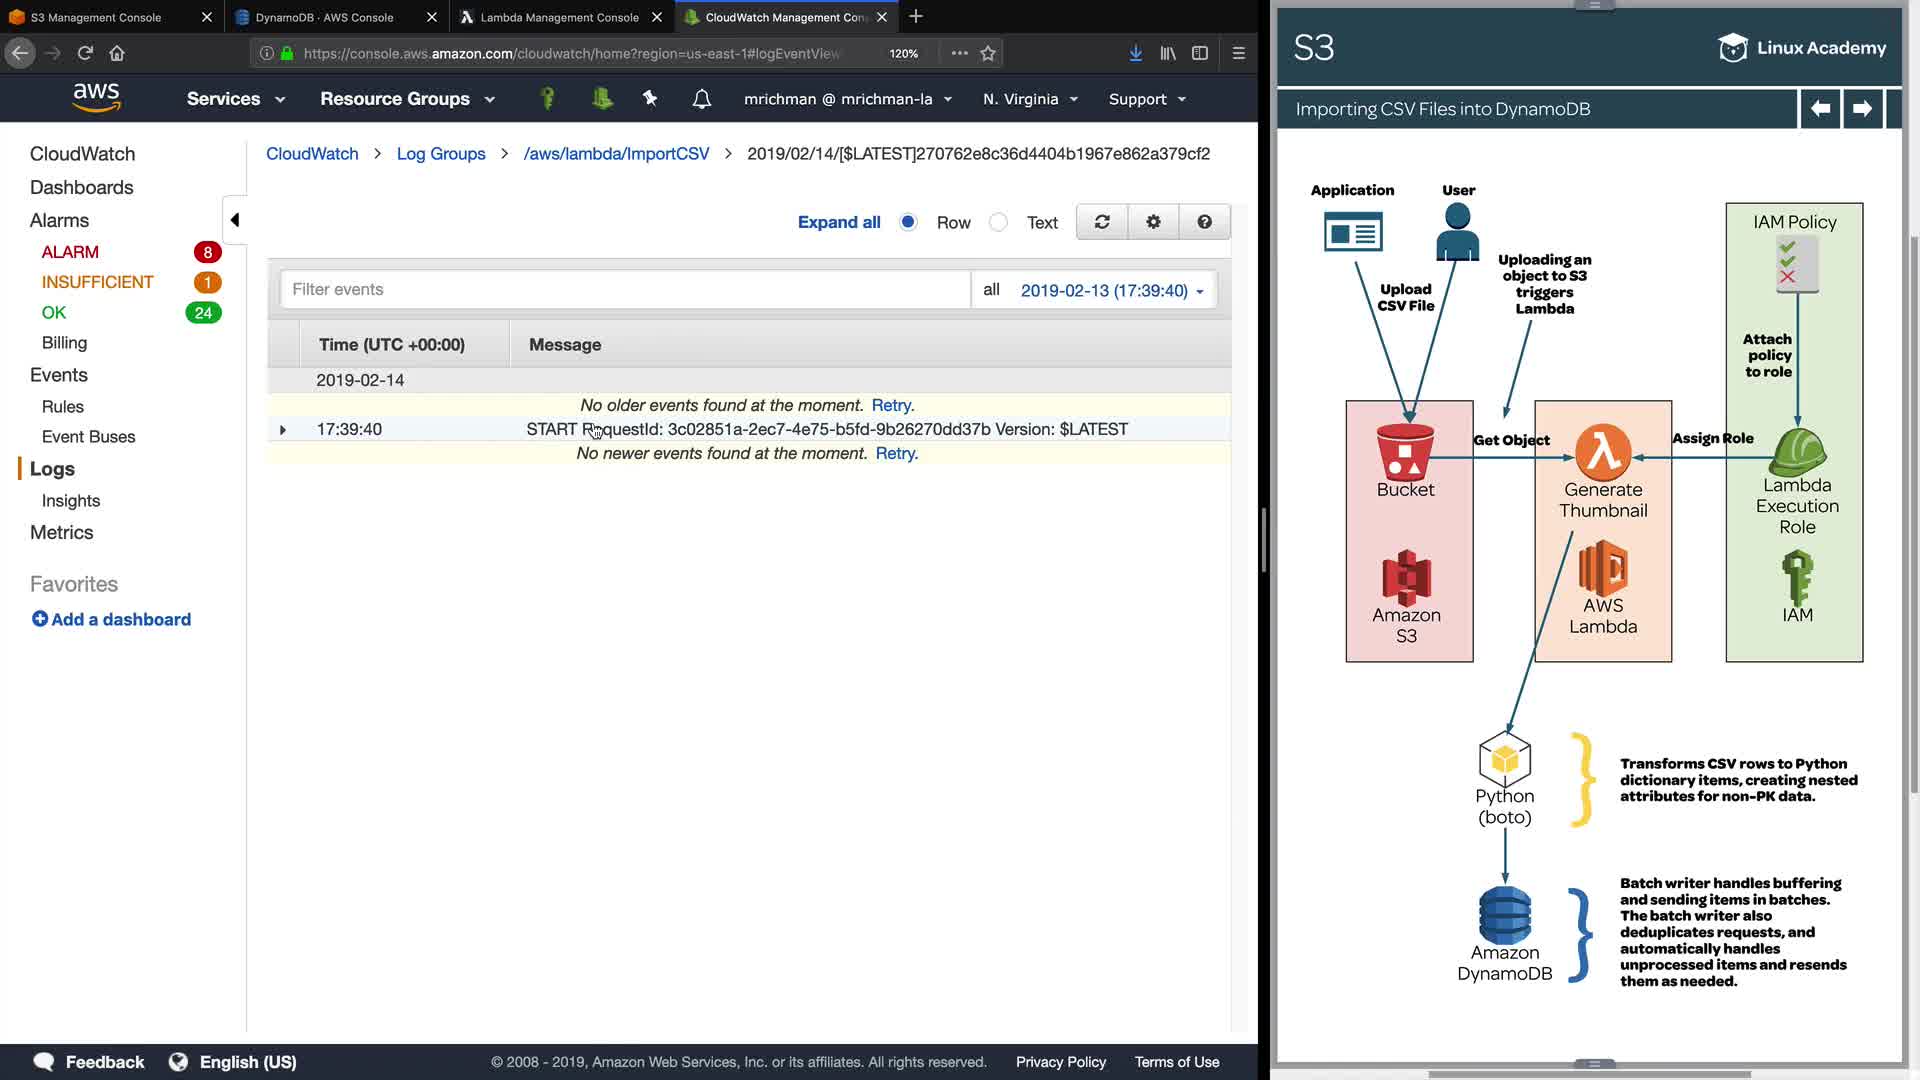 S3 Management Console
DynamoDB · AWS Console
Lambda Management Console
CloudWatch Management Con
https://console.aws.amazon.com/cloudwatch/home?region=us-east-1#logEventView
120%
aws
Services
Resource Groups
mrichman @ mrichman-la
N. Virginia
Support
CloudWatch
Dashboards
Alarms
ALARM 8
INSUFFICIENT 1
OK 24
Billing
Events
Rules
Event Buses
Logs
Insights
Metrics
Favorites
Add a dashboard
CloudWatch > Log Groups > /aws/lambda/ImportCSV > 2019/02/14/[$LATEST]270762e8c36d4404b1967e862a379cf2
Expand all Row Text
Filter events
all 2019-02-13 (17:39:40)
Time (UTC +00:00) Message
2019-02-14
No older events found at the moment. Retry.
17:39:40 START RequestId: 3c02851a-2ec7-4e75-b5fd-9b26270dd37b Version: $LATEST
No newer events found at the moment. Retry.
Feedback
English (US)
© 2008 - 2019, Amazon Web Services, Inc. or its affiliates. All rights reserved.
Privacy Policy
Terms of Use
S3
Linux Academy
Importing CSV Files into DynamoDB
Application
User
Upload
CSV File
Uploading an
object to S3
triggers
Lambda
IAM Policy
Attach
policy
to role
Get Object
Assign Role
Bucket
Generate
Thumbnail
Lambda
Execution
Role
Amazon
S3
AWS
Lambda
IAM
Python
(boto)
Transforms CSV rows to Python
dictionary items, creating nested
attributes for non-PK data.
Amazon
DynamoDB
Batch writer handles buffering
and sending items in batches.
The batch writer also
deduplicates requests, and
automatically handles
unprocessed items and resends
them as needed.